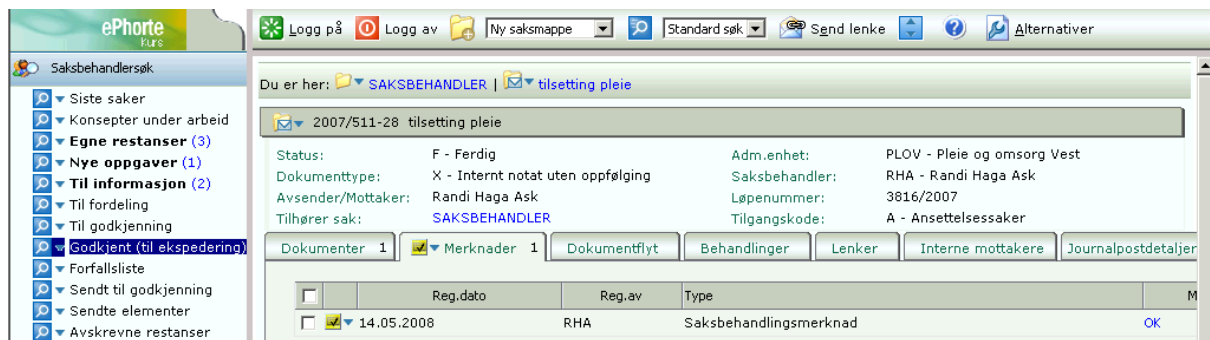 ePhorte
kurs
Logg på Logg av Ny saksmappe Standard søk Send lenke Alternativer
Saksbehandlersøk
Siste saker
Konsepter under arbeid
Egne restanser (3)
Nye oppgaver (1)
Til informasjon (2)
Til fordeling
Til godkjenning
Godkjent (til ekspedering)
Forfallsliste
Sendt til godkjenning
Sendte elementer
Avskrevne restanser
Du er her: SAKSBEHANDLER | tilsetting pleie
2007/511-28 tilsetting pleie
Status: F - Ferdig Adm.enhet: PLOV - Pleie og omsorg Vest
Dokumenttype: X - Internt notat uten oppfølging Saksbehandler: RHA - Randi Haga Ask
Avsender/Mottaker: Randi Haga Ask Løpenummer: 3816/2007
Tilhører sak: SAKSBEHANDLER Tilgangskode: A - Ansettelsessaker
Dokumenter 1 Merknader 1 Dokumentflyt Behandlinger Lenker Interne mottakere Journalpostdetaljer
Reg.dato Reg.av Type M
14.05.2008 RHA Saksbehandlingsmerknad OK